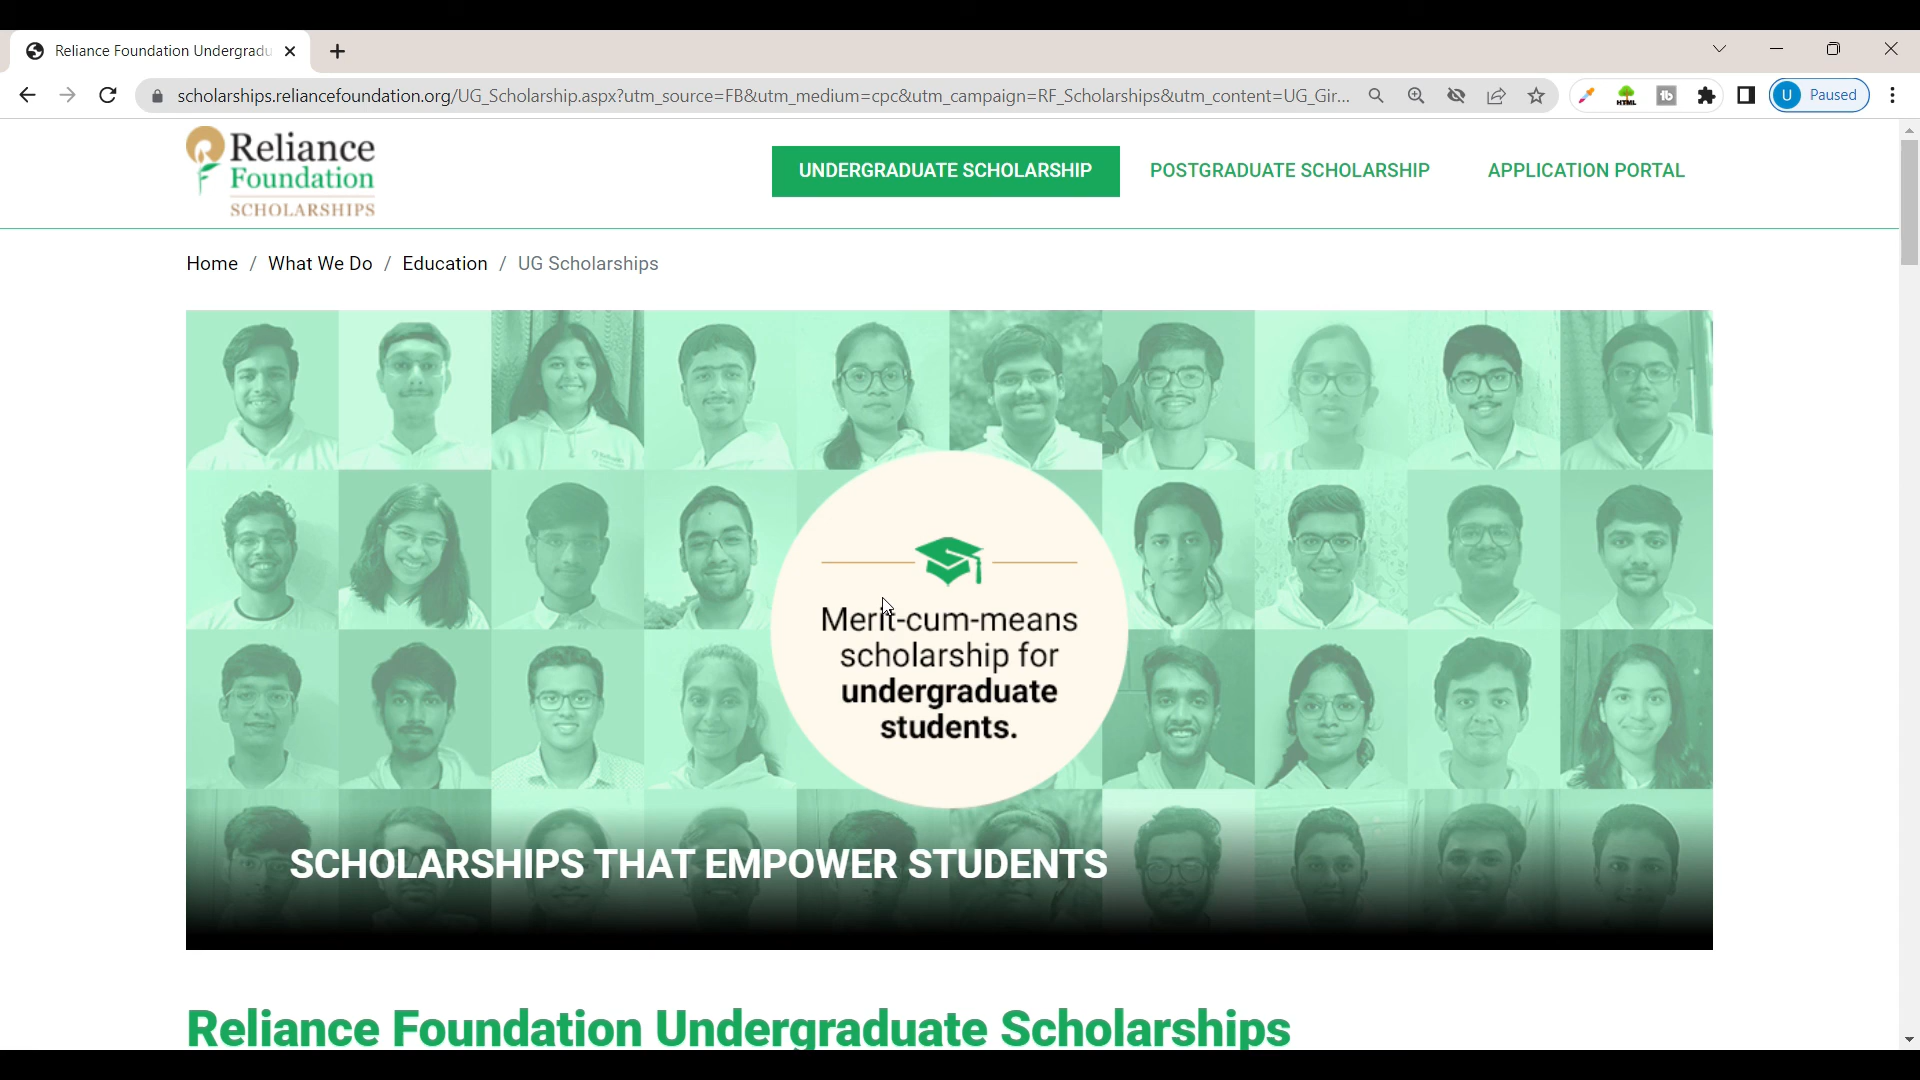 Reliance Foundation Undergradu
scholarships.reliancefoundation.org/UG_Scholarship.aspx?utm_source=FB&utm_medium=cpc&utm_campaign=RF_Scholarships&utm_content=UG_Gir...
HTML
U Paused
Reliance
Foundation
SCHOLARSHIPS
UNDERGRADUATE SCHOLARSHIP POSTGRADUATE SCHOLARSHIP APPLICATION PORTAL
Home / What We Do / Education / UG Scholarships
Merit-cum-means
scholarship for
undergraduate
students.
SCHOLARSHIPS THAT EMPOWER STUDENTS
Reliance Foundation Undergraduate Scholarships